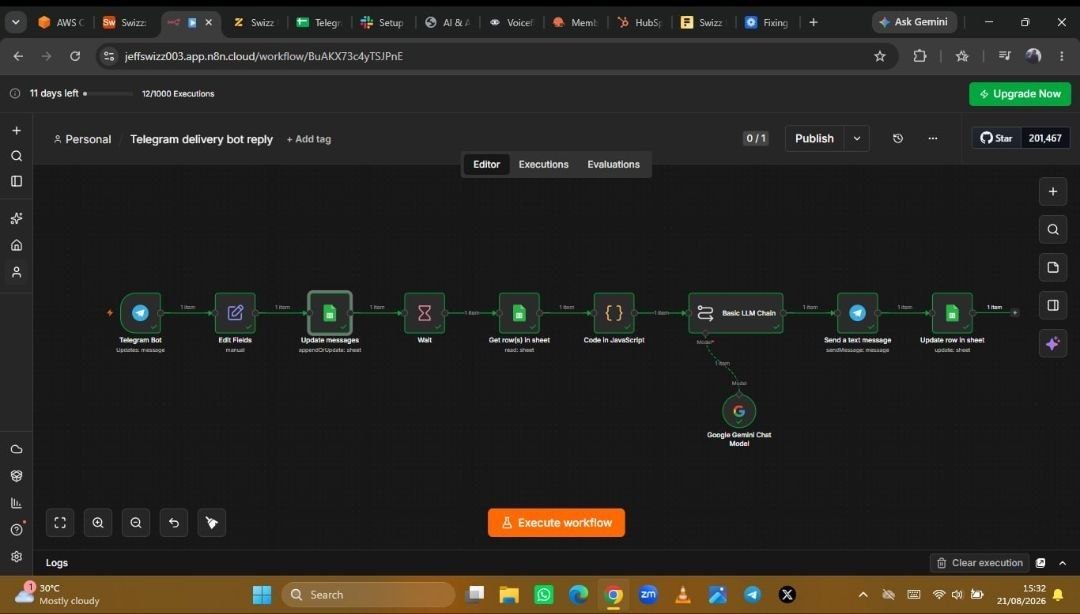 AWS C
Swizz:
Swizz
Telegr
Setup
AI & A
VoiceF
Memb
HubSp
Swizz
Fixing
Ask Gemini
jeffswizz003.app.n8n.cloud/workflow/BuAKX73c4yTSJPnE
11 days left
12/1000 Executions
Upgrade Now
Personal / Telegram delivery bot reply + Add tag
0 / 1
Publish
Star 201,467
Editor Executions Evaluations
1 item 1 item 1 item 1 item 1 item 1 item 1 item 1 item 1 item
Basic LLM Chain
Telegram Bot
Updates: message
Edit Fields
manual
Update messages
appendOrUpdate: sheet
Wait
Get row(s) in sheet
read: sheet
Code in JavaScript
Model*
Send a text message
sendMessage: message
Update row in sheet
update: sheet
1 item
Model
Google Gemini Chat
Model
Execute workflow
Logs
Clear execution
1
30°C
Mostly cloudy
Search
zm
15:32
21/08/2026